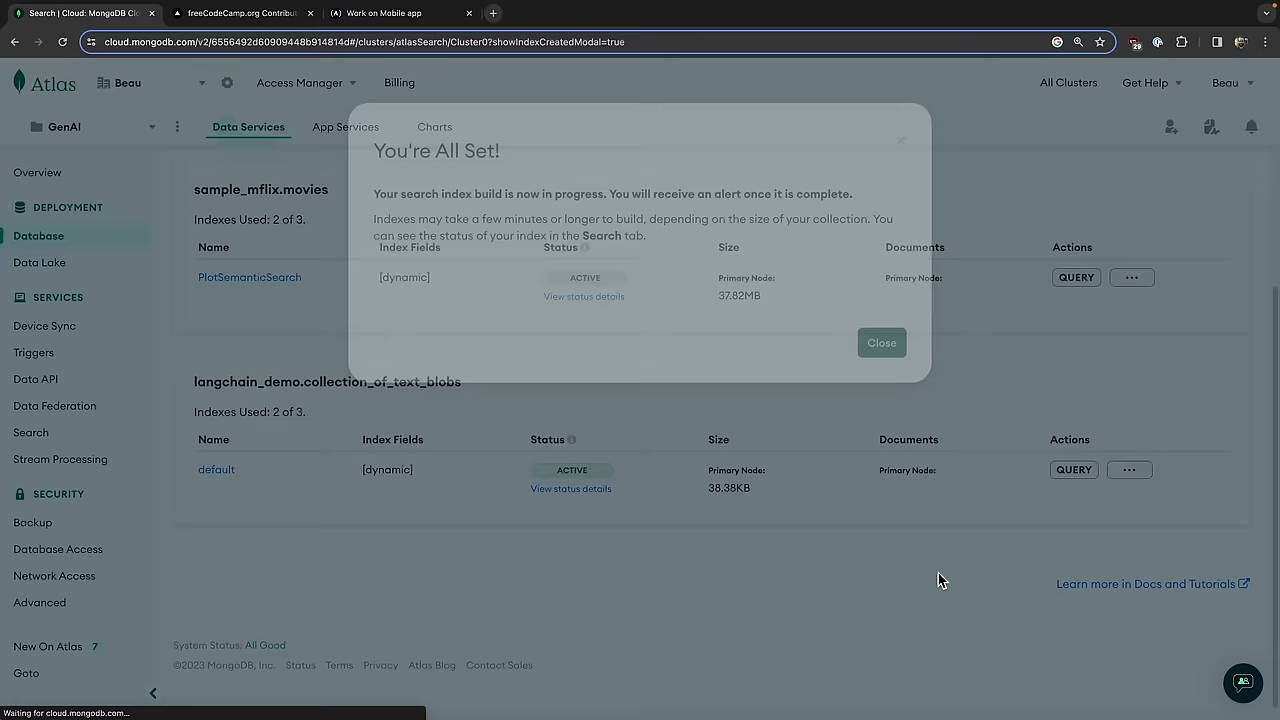 Search | Cloud: MongoDB Clo
freeCodeCamp.org Contribut
(A) Work on Mobile app
cloud.mongodb.com/v2/6556492d60909448b914814d#/clusters/atlasSearch/Cluster0?showIndexCreatedModal=true
29
Atlas
Beau
Access Manager
Billing
All Clusters
Get Help
Beau
GenAI
Data Services
App Services
Charts
You're All Set!
Your search index build is now in progress. You will receive an alert once it is complete.
Indexes may take a few minutes or longer to build, depending on the size of your collection. You
can see the status of your index in the Search tab.
Close
Overview
DEPLOYMENT
Database
Data Lake
SERVICES
Device Sync
Triggers
Data API
Data Federation
Search
Stream Processing
SECURITY
Backup
Database Access
Network Access
Advanced
New On Atlas 7
Goto
sample_mflix.movies
Indexes Used: 2 of 3.
Name Index Fields Status Size Documents Actions
PlotSemanticSearch [dynamic] ACTIVE Primary Node: Primary Node: QUERY ...
View status details 37.82MB
langchain_demo.collection_of_text_blobs
Indexes Used: 2 of 3.
Name Index Fields Status Size Documents Actions
default [dynamic] ACTIVE Primary Node: Primary Node: QUERY ...
View status details 38.38KB
Learn more in Docs and Tutorials
System Status: All Good
©2023 MongoDB, Inc. Status Terms Privacy Atlas Blog Contact Sales
Waiting for cloud.mongodb.com...